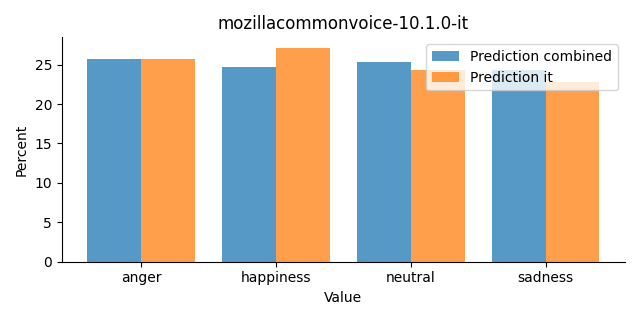 mozillacommonvoice-10.1.0-it
Prediction combined
Prediction it
Percent
25
20
15
10
5
0
anger happiness neutral sadness
Value